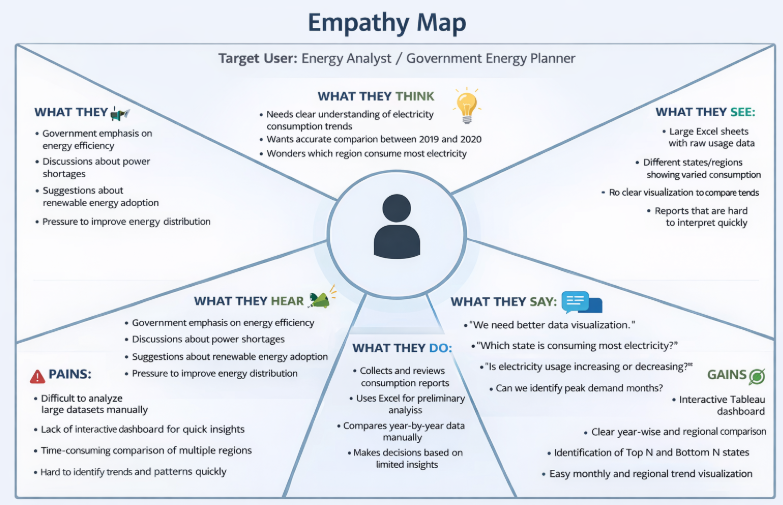 Empathy Map
Target User: Energy Analyst / Government Energy Planner
WHAT THEY
• Government emphasis on
energy efficiency
• Discussions about power
shortages
• Suggestions about
renewable energy adoption
• Pressure to improve energy distribution
WHAT THEY THINK
• Needs clear understanding of electricity
consumption trends
• Wants accurate comparion between 2019 and 2020
• Wonders which region consume most electricity
WHAT THEY SEE:
• Large Excel sheets
with raw usage data
• Different states/regions
showing varied consumption
• Ro clear visualization to compare tends
• Reports that are hard
to interpret quickly
WHAT THEY HEAR
• Government emphasis on energy efficiency
• Discussions about power shortages
• Suggestions about renewable energy adoption
• Pressure to improve energy distribution
WHAT THEY SAY:
• "We need better data visualization."
• "Which state is consuming most electricity?"
• "Is electricity usage increasing or decreasing?"
• Can we identify peak demand months?
PAINS:
• Difficult to analyze
large datasets manually
• Lack of interactive dashboard for quick insights
• Time-consuming comparison of multiple regions
• Hard to identify trends and patterns quickly
WHAT THEY DO:
• Collects and reviews
consumption reports
• Uses Excel for preliminary
analyiss
• Compares year-by-year data
manually
• Makes decisions based on
limited insights
GAINS
• Interactive Tableau
dashboard
• Clear year-wise and regional comparison
• Identification of Top N and Bottom N states
• Easy monthly and regional trend visualization